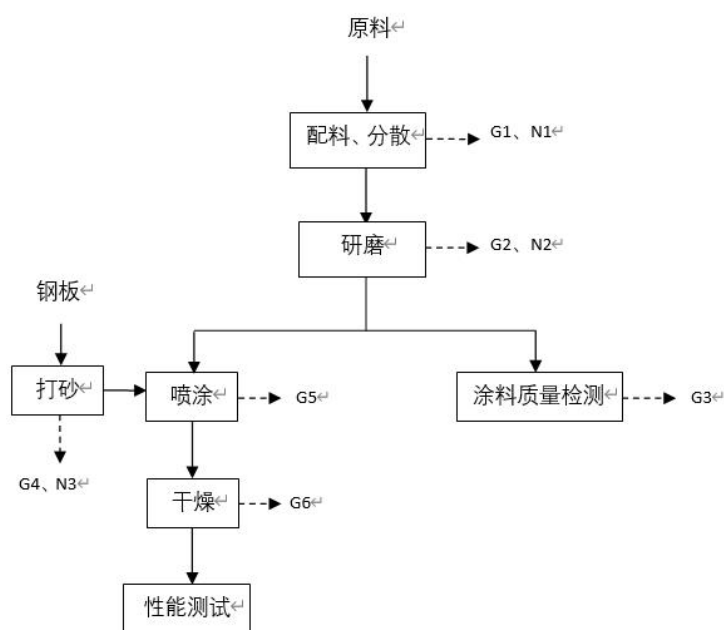 原料
配料、分散
G1、N1
研磨
G2、N2
钢板
打砂
喷涂
G5
涂料质量检测
G3
G4、N3
干燥
G6
性能测试